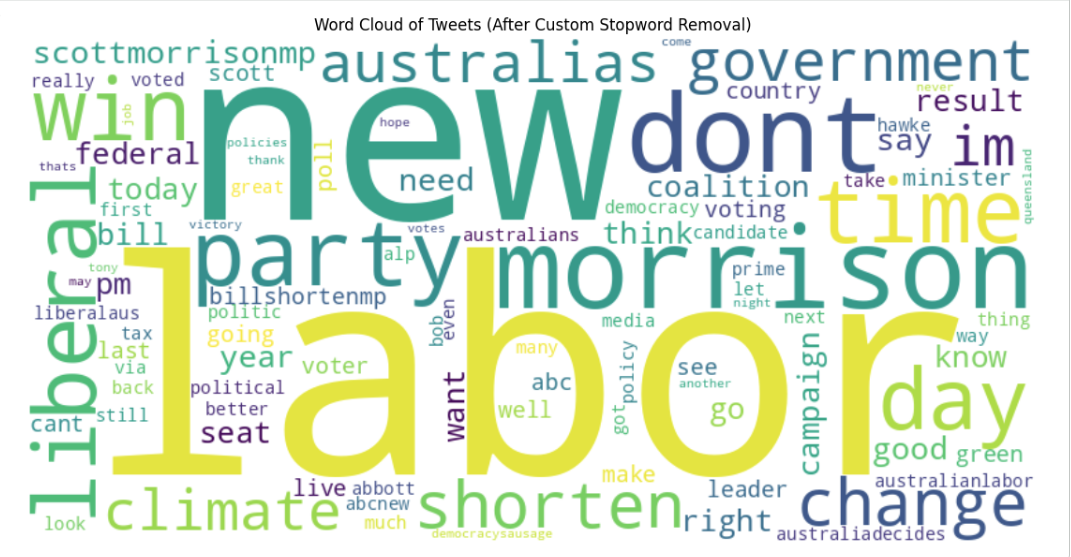 Word Cloud of Tweets (After Custom Stopword Removal)
scottmorrisonmp
australias
come
government
really
voted
scott
country
never
win
job
new
dont
result
hope
hawke
say
im
thats
federal
policies
thank
poll
need
coalition
take
minister
queensland
today
great
time
first
democracy
voting
bill
victory
votes
australians
think
candidate
liberal
party
alp
morrison
tony
may
pm
prime
let
night
billshortenmp
liberalaus
politic
bob
even
media
next
thing
tax
going
way
last
year
voter
many
policy
see
know
via
labor
back
political
abc
another
day
want
campaign
still
better
well
got
go
cant
seat
good
green
make
live
abbott
leader
australianlabor
climate
abcnew
shorten
change
look
much
right
democracysausage
australiadecides